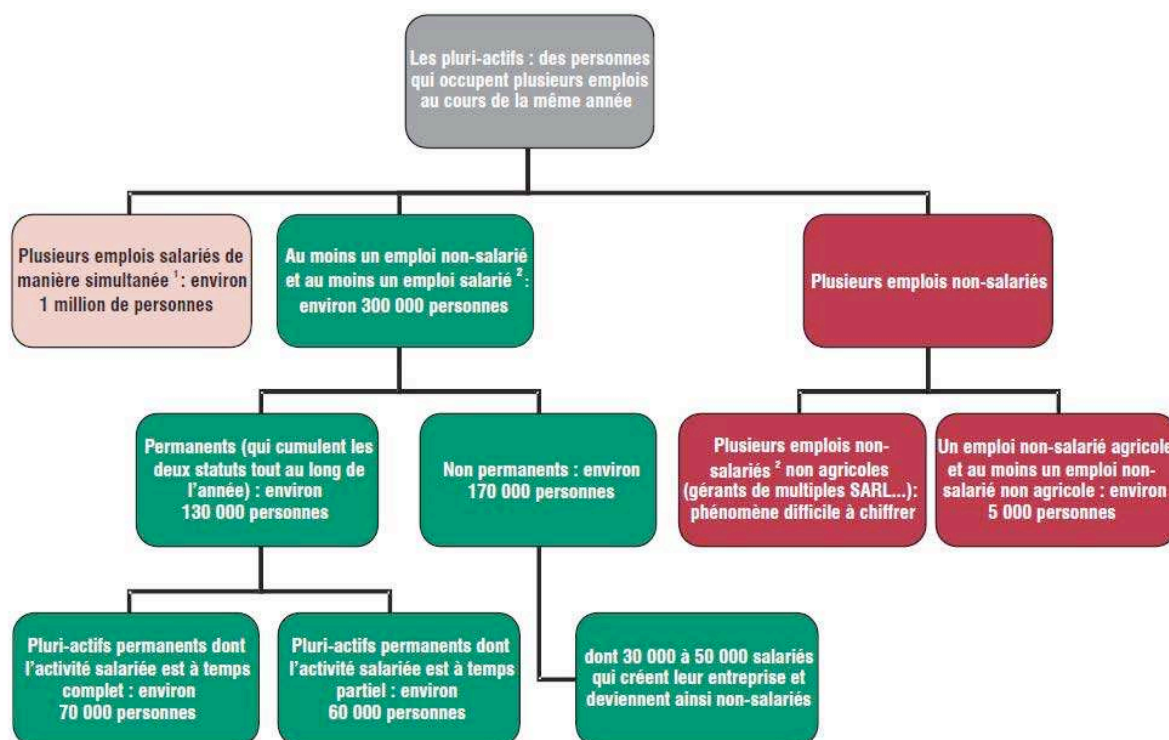 Les pluri-actifs : des personnes
qui occupent plusieurs emplois
au cours de la même année
Plusieurs emplois salariés de
manière simultanée ¹ : environ
1 million de personnes
Au moins un emploi non-salarié
et au moins un emploi salarié ² :
environ 300 000 personnes
Plusieurs emplois non-salariés
Permanents (qui cumulent les
deux statuts tout au long de
l'année) : environ
130 000 personnes
Non permanents : environ
170 000 personnes
Plusieurs emplois non-
salariés ² non agricoles
(gérants de multiples SARL...):
phénomène difficile à chiffrer
Un emploi non-salarié agricole
et au moins un emploi non-
salarié non agricole : environ
5 000 personnes
Pluri-actifs permanents dont
l'activité salariée est à temps
complet : environ
70 000 personnes
Pluri-actifs permanents dont
l'activité salariée est à temps
partiel : environ
60 000 personnes
dont 30 000 à 50 000 salariés
qui créent leur entreprise et
deviennent ainsi non-salariés